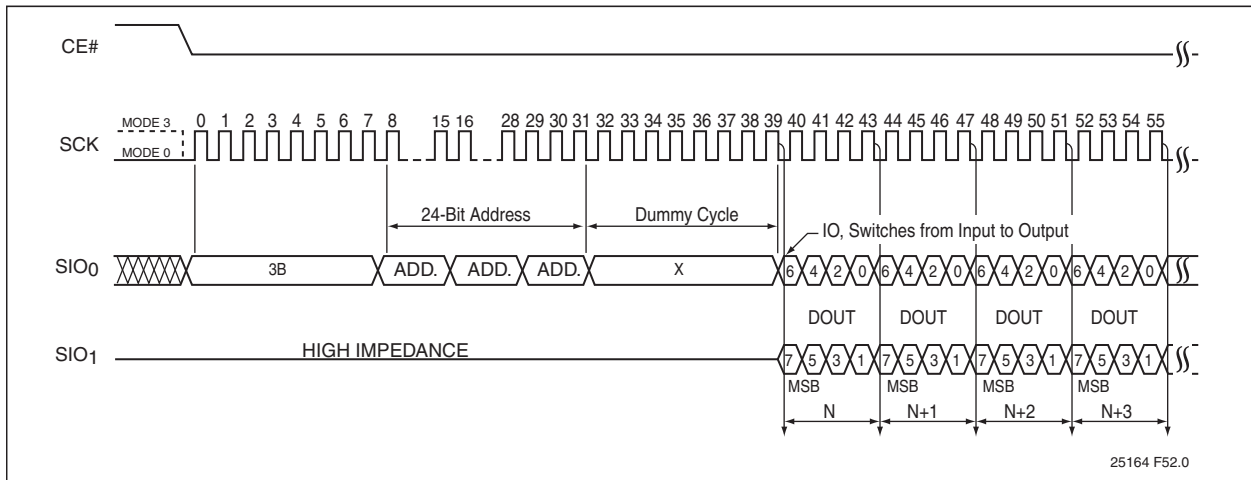 CE#
MODE 3
0 1 2 3 4 5 6 7 8 15 16 28 29 30 31 32 33 34 35 36 37 38 39 40 41 42 43 44 45 46 47 48 49 50 51 52 53 54 55
SCK
MODE 0
24-Bit Address
Dummy Cycle
IO, Switches from Input to Output
SIO0
3B
ADD. ADD. ADD.
X
6 4 2 0 6 4 2 0 6 4 2 0 6 4 2 0
DOUT DOUT DOUT DOUT
SIO1
HIGH IMPEDANCE
7 5 3 1 7 5 3 1 7 5 3 1 7 5 3 1
MSB MSB MSB MSB
N N+1 N+2 N+3
25164 F52.0